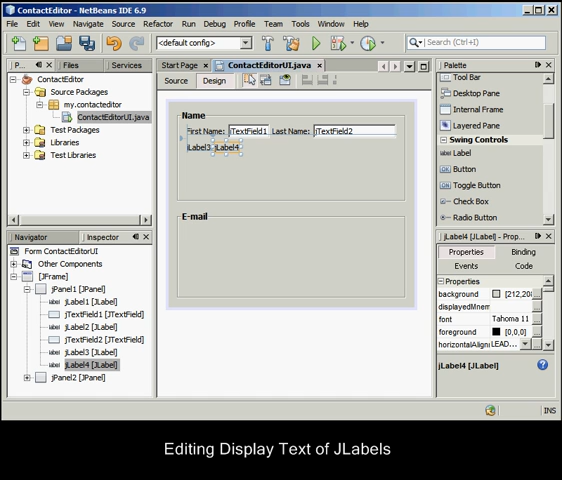 ContactEditor - NetBeans IDE 6.9
File Edit View Navigate Source Refactor Run Debug Profile Team Tools Window Help
<default config>
Search (Ctrl+I)
P... Files Services
ContactEditor
Source Packages
my.contacteditor
ContactEditorUI.java
Test Packages
Libraries
Test Libraries
Start Page ContactEditorUI.java
Source Design
Name
First Name: jTextField1 Last Name: jTextField2
jLabel3 jLabel4
E-mail
Palette
Tool Bar
Desktop Pane
Internal Frame
Layered Pane
Swing Controls
Label
Button
Toggle Button
Check Box
Radio Button
Navigator Inspector
Form ContactEditorUI
Other Components
[JFrame]
jPanel1 [JPanel]
jLabel1 [JLabel]
jTextField1 [JTextField]
jLabel2 [JLabel]
jTextField2 [JTextField]
jLabel3 [JLabel]
jLabel4 [JLabel]
jPanel2 [JPanel]
jLabel4 [JLabel] - Prop...
Properties Binding
Events Code
Properties
background [212,208
displayedMnem
font Tahoma 11
foreground [0,0,0]
horizontalAlignm LEAD...
jLabel4 [JLabel]
INS
Editing Display Text of JLabels